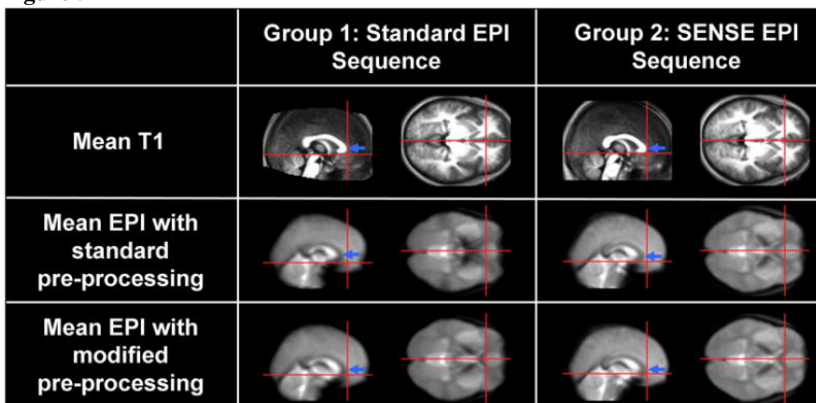 Group 1: Standard EPI
Sequence
Group 2: SENSE EPI
Sequence
Mean T1
Mean EPI with
standard
pre-processing
Mean EPI with
modified
pre-processing